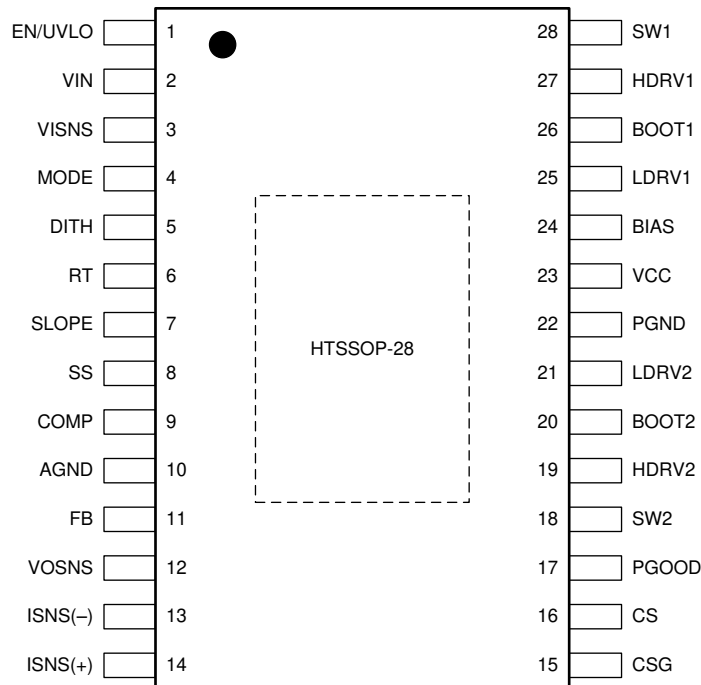 EN/UVLO 1 28 SW1
VIN 2 27 HDRV1
VISNS 3 26 BOOT1
MODE 4 25 LDRV1
DITH 5 24 BIAS
RT 6 23 VCC
SLOPE 7 22 PGND
HTSSOP-28
SS 8 21 LDRV2
COMP 9 20 BOOT2
AGND 10 19 HDRV2
FB 11 18 SW2
VOSNS 12 17 PGOOD
ISNS(–) 13 16 CS
ISNS(+) 14 15 CSG